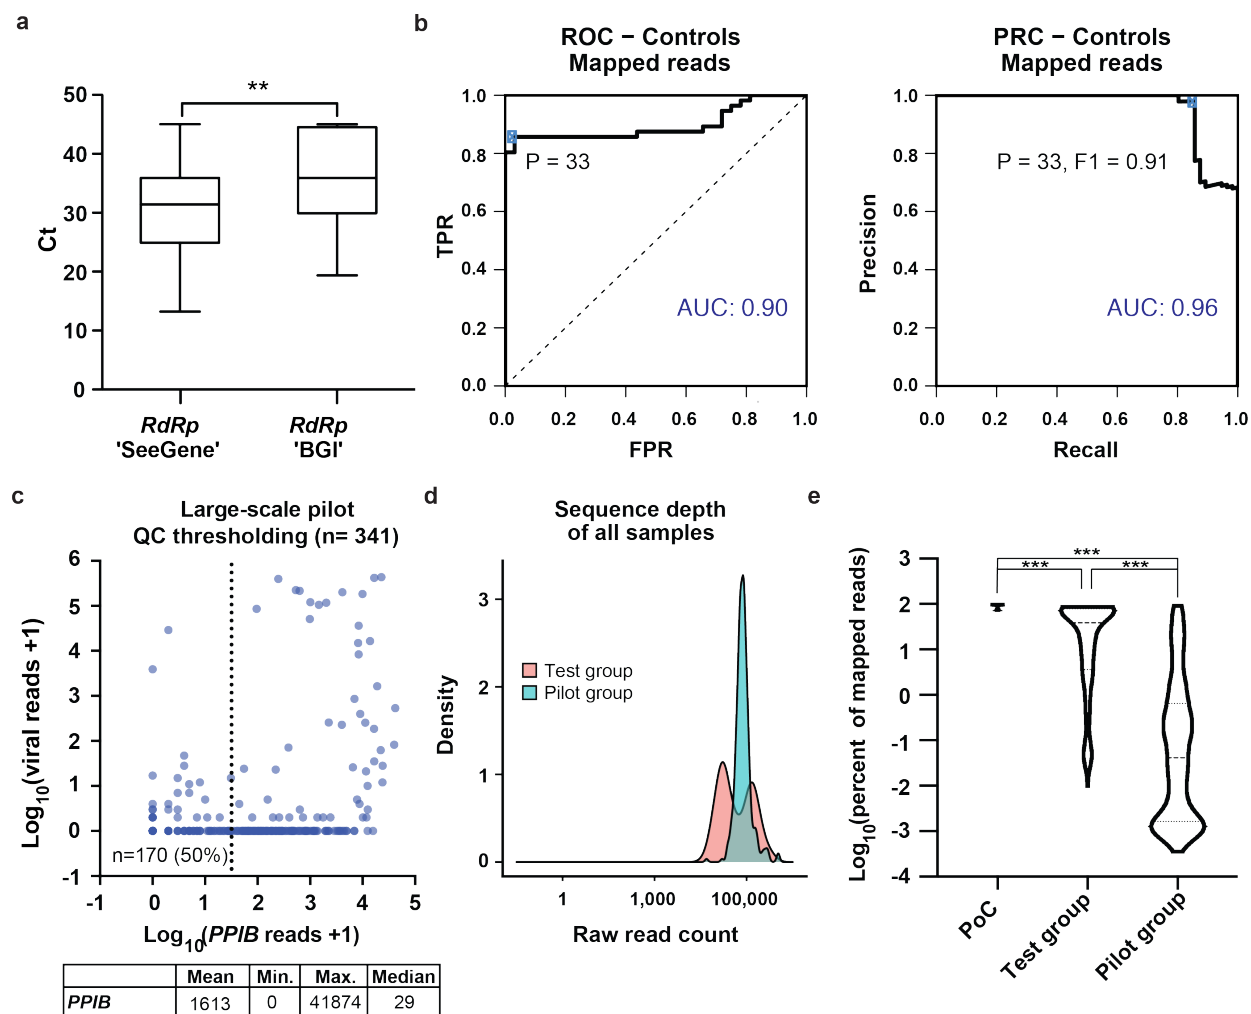 a
**
50
40
30
20
10
0
Ct
RdRp
'SeeGene'
RdRp
'BGI'
b
ROC − Controls
Mapped reads
1.0
0.8
0.6
0.4
0.2
0.0
TPR
P = 33
AUC: 0.90
0.0 0.2 0.4 0.6 0.8 1.0
FPR
PRC − Controls
Mapped reads
1.0
0.8
0.6
0.4
0.2
0.0
Precision
P = 33, F1 = 0.91
AUC: 0.96
0.0 0.2 0.4 0.6 0.8 1.0
Recall
c
Large-scale pilot
QC thresholding (n= 341)
6
5
4
3
2
1
0
-1
Log10(viral reads +1)
n=170 (50%)
-1 0 1 2 3 4 5
Log10(PPIB reads +1)
Mean Min. Max. Median
PPIB 1613 0 41874 29
d
Sequence depth
of all samples
3
2
1
0
Density
Test group
Pilot group
1 1,000 100,000
Raw read count
e
***
*** ***
3
2
1
0
-1
-2
-3
-4
Log10(percent of mapped reads)
PoC
Test group
Pilot group